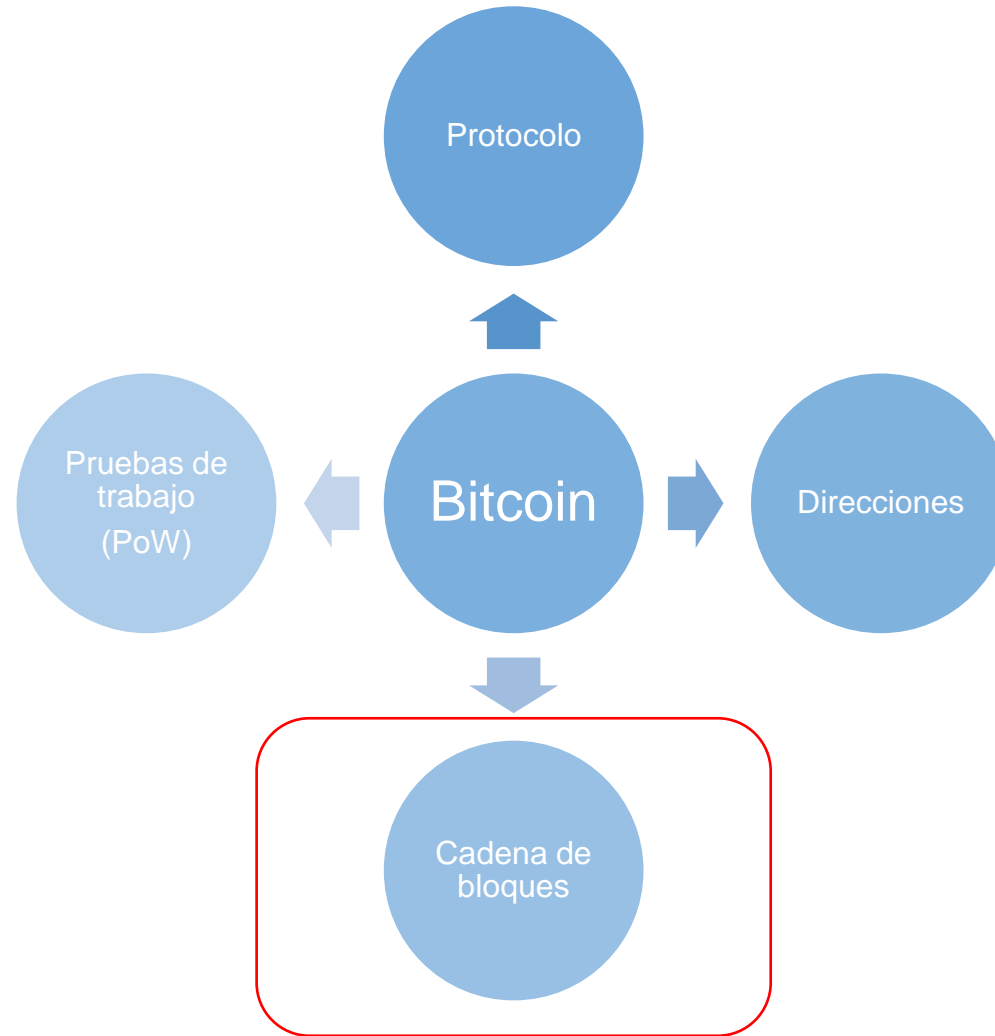 Protocolo
Pruebas de
trabajo
(PoW)
Bitcoin
Direcciones
Cadena de
bloques